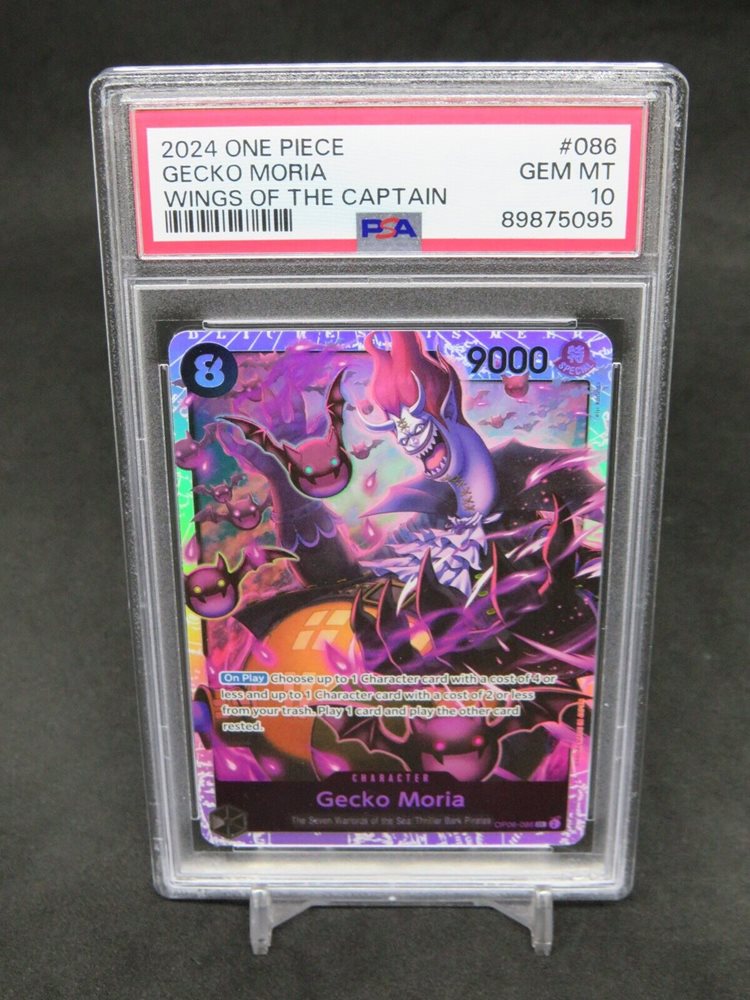 2024 ONE PIECE #086
GECKO MORIA GEM MT
WINGS OF THE CAPTAIN 10
PSA 89875095
8 9000 特
SPECIAL
On Play Choose up to 1 Character card with a cost of 4 or
less and up to 1 Character card with a cost of 2 or less
from your trash. Play 1 card and play the other card
rested.
CHARACTER
Gecko Moria
The Seven Warlords of the Sea/Thriller Bark Pirates OP06-086